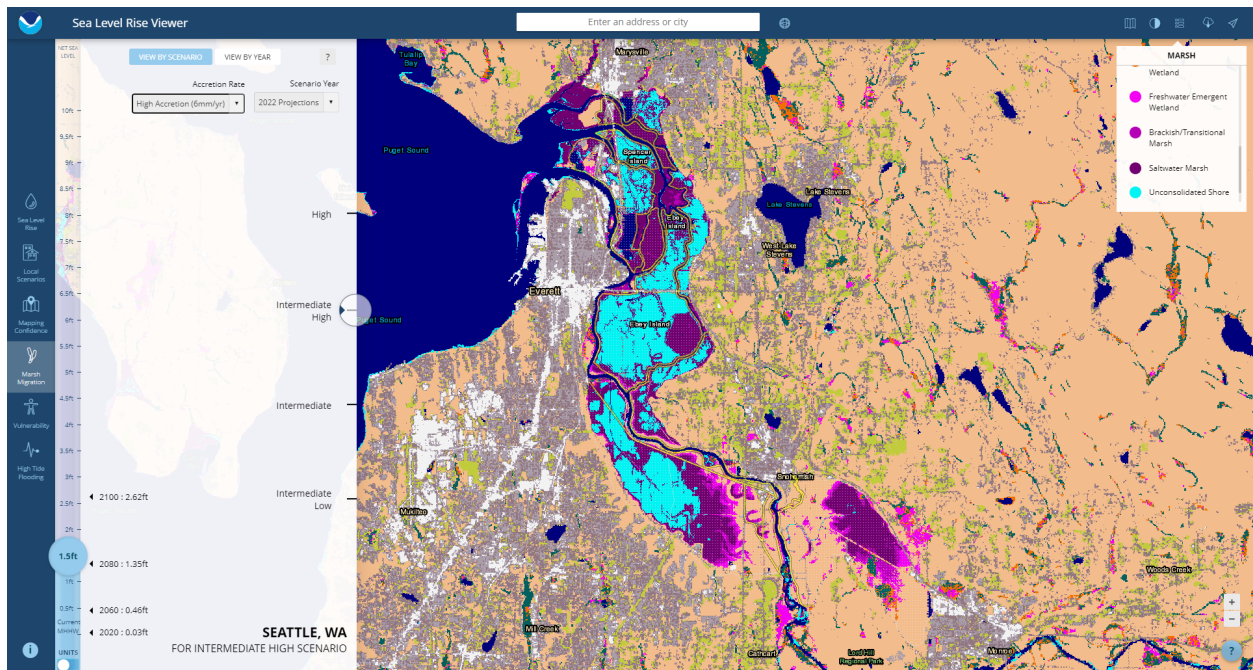 Sea Level Rise Viewer
Enter an address or city
NET SEA
LEVEL
VIEW BY SCENARIO
VIEW BY YEAR
?
Accretion Rate
Scenario Year
High Accretion (6mm/yr)
2022 Projections
10ft
9.5ft
9ft
8.5ft
8ft
7.5ft
7ft
6.5ft
6ft
5.5ft
5ft
4.5ft
4ft
3.5ft
3ft
2.5ft
2ft
1.5ft
1ft
0.5ft
Current
MHHW
UNITS
Sea Level
Rise
Local
Scenarios
Mapping
Confidence
Marsh
Migration
Vulnerability
High Tide
Flooding
i
High
Intermediate
High
Intermediate
Intermediate
Low
2100 : 2.62ft
2080 : 1.35ft
2060 : 0.46ft
2020 : 0.03ft
SEATTLE, WA
FOR INTERMEDIATE HIGH SCENARIO
Tulalip
Bay
Marysville
Puget Sound
Spencer
Island
Ebey
Island
Lake Stevens
Lake Stevens
West Lake
Stevens
Everett
Puget Sound
Ebey Island
Snohomish
Mukilteo
Woods Creek
Mill Creek
Cathcart
Lord Hill
Regional Park
Monroe
MARSH
Wetland
Freshwater Emergent
Wetland
Brackish/Transitional
Marsh
Saltwater Marsh
Unconsolidated Shore
+
−
?